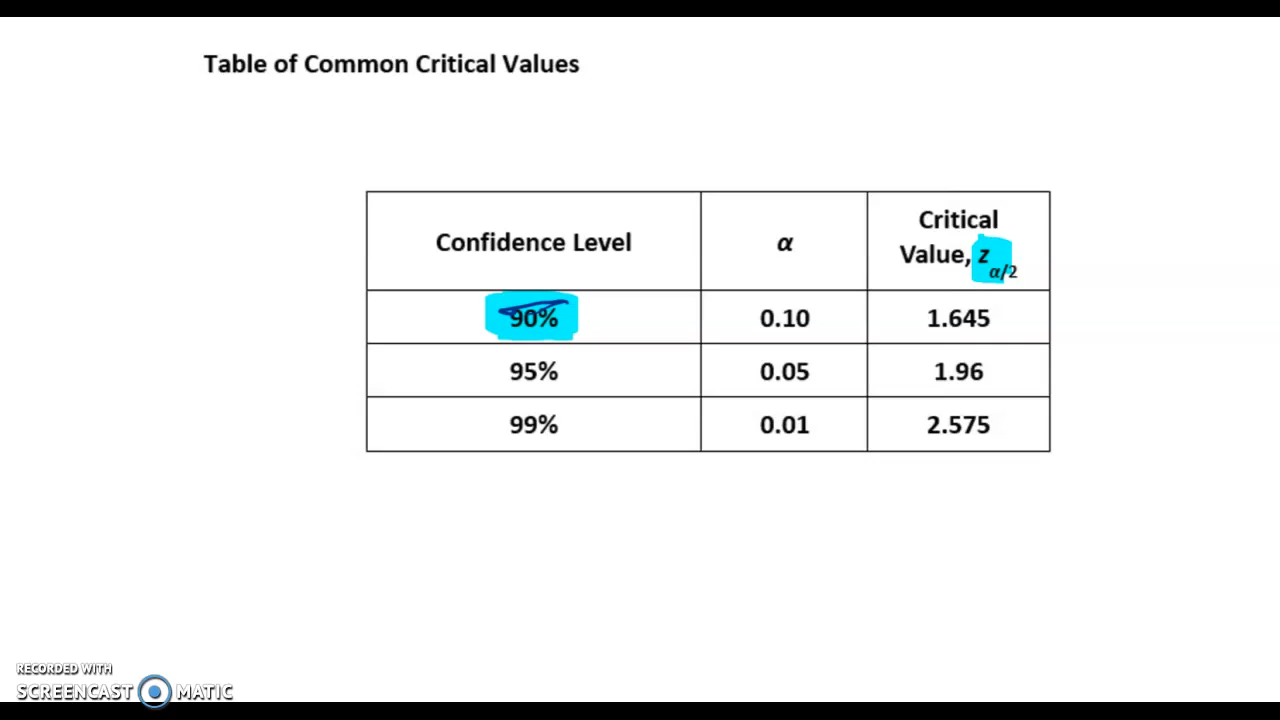 Table of Common Critical Values
Confidence Level
α
Critical
Value, z α/2
90%
0.10
1.645
95%
0.05
1.96
99%
0.01
2.575
RECORDED WITH
SCREENCAST MATIC